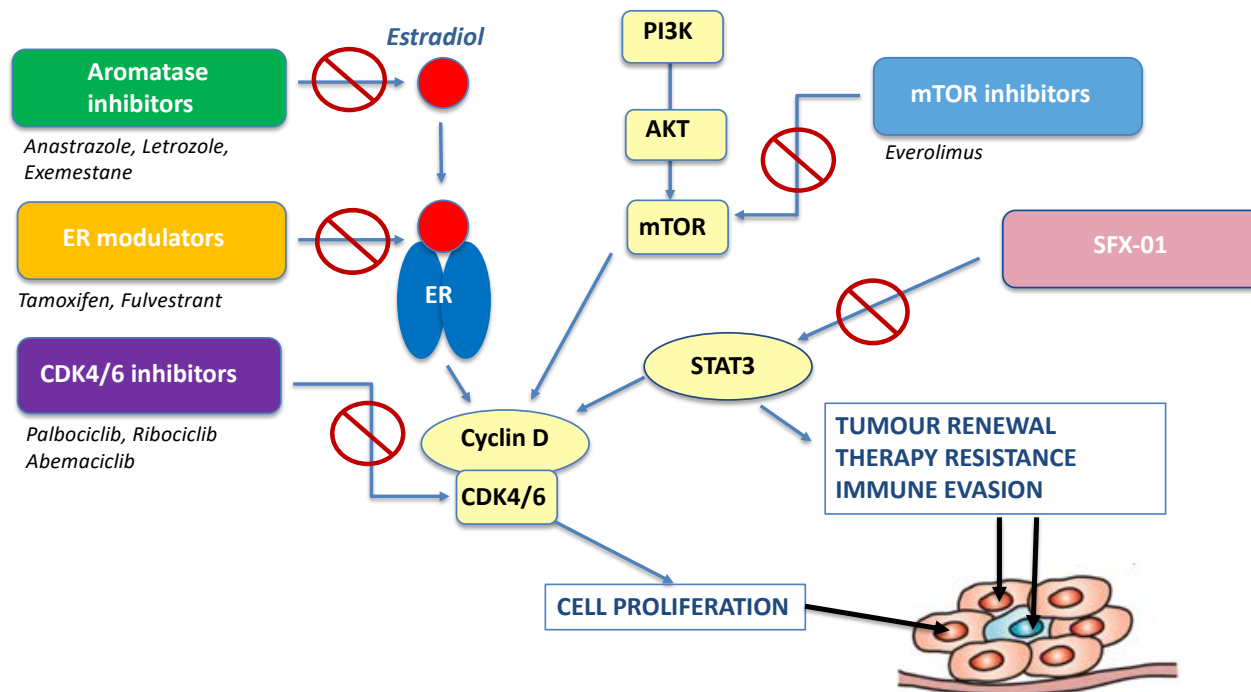 Estradiol
PI3K
Aromatase
inhibitors
mTOR inhibitors
AKT
Anastrazole, Letrozole,
Exemestane
Everolimus
ER modulators
mTOR
SFX-01
ER
Tamoxifen, Fulvestrant
CDK4/6 inhibitors
STAT3
Palbociclib, Ribociclib
Abemaciclib
Cyclin D
TUMOUR RENEWAL
THERAPY RESISTANCE
IMMUNE EVASION
CDK4/6
CELL PROLIFERATION